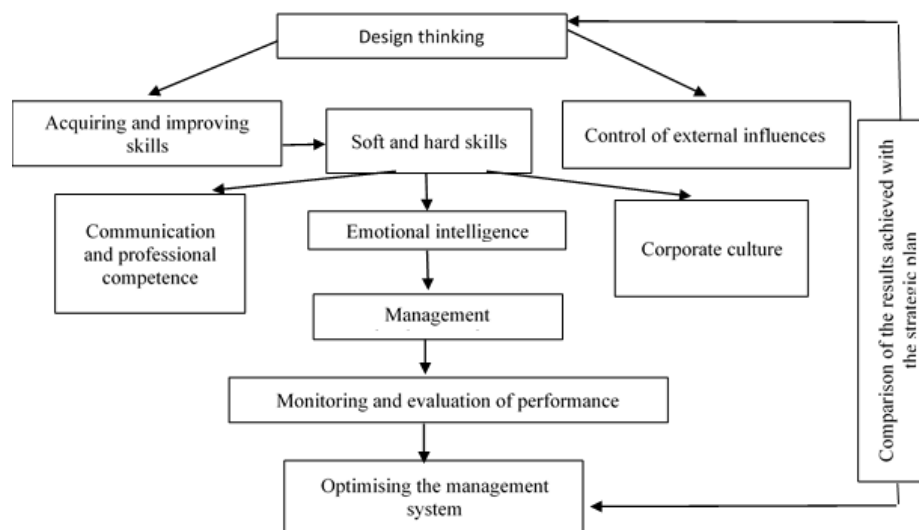 Design thinking
Acquiring and improving
skills
Soft and hard skills
Control of external influences
Communication
and professional
competence
Emotional intelligence
Corporate culture
Management
Monitoring and evaluation of performance
Optimising the management
system
Comparison of the results achieved with
the strategic plan